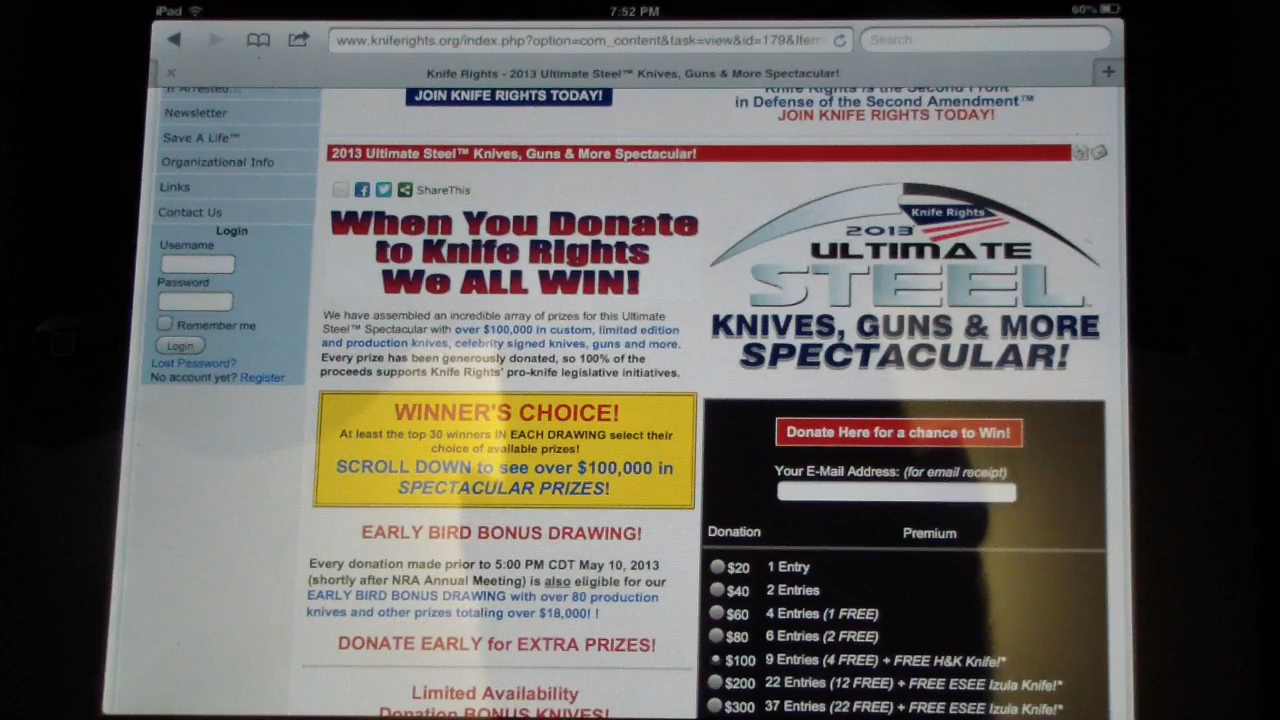 iPad
7:52 PM
60%
www.kniferights.org/index.php?option=com_content&task=view&id=179&Item
Search
Knife Rights - 2013 Ultimate Steel™ Knives, Guns & More Spectacular!
If Arrested...
Newsletter
Save A Life™
Organizational Info
Links
Contact Us
Login
Username
Password
Remember me
Login
Lost Password?
No account yet? Register
JOIN KNIFE RIGHTS TODAY!
Knife Rights is the Second Front
in Defense of the Second Amendment™
JOIN KNIFE RIGHTS TODAY!
2013 Ultimate Steel™ Knives, Guns & More Spectacular!
ShareThis
When You Donate
to Knife Rights
We ALL WIN!
We have assembled an incredible array of prizes for this Ultimate
Steel™ Spectacular with over $100,000 in custom, limited edition
and production knives, celebrity signed knives, guns and more.
Every prize has been generously donated, so 100% of the
proceeds supports Knife Rights' pro-knife legislative initiatives.
WINNER'S CHOICE!
At least the top 30 winners IN EACH DRAWING select their
choice of available prizes!
SCROLL DOWN to see over $100,000 in
SPECTACULAR PRIZES!
EARLY BIRD BONUS DRAWING!
Every donation made prior to 5:00 PM CDT May 10, 2013
(shortly after NRA Annual Meeting) is also eligible for our
EARLY BIRD BONUS DRAWING with over 80 production
knives and other prizes totaling over $18,000! !
DONATE EARLY for EXTRA PRIZES!
Limited Availability
Donation BONUS KNIVES!
Knife Rights
2013
ULTIMATE
STEEL
KNIVES, GUNS & MORE
SPECTACULAR!
Donate Here for a chance to Win!
Your E-Mail Address: (for email receipt)
Donation Premium
$20 1 Entry
$40 2 Entries
$60 4 Entries (1 FREE)
$80 6 Entries (2 FREE)
$100 9 Entries (4 FREE) + FREE H&K Knife!*
$200 22 Entries (12 FREE) + FREE ESEE Izula Knife!*
$300 37 Entries (22 FREE) + FREE ESEE Izula Knife!*